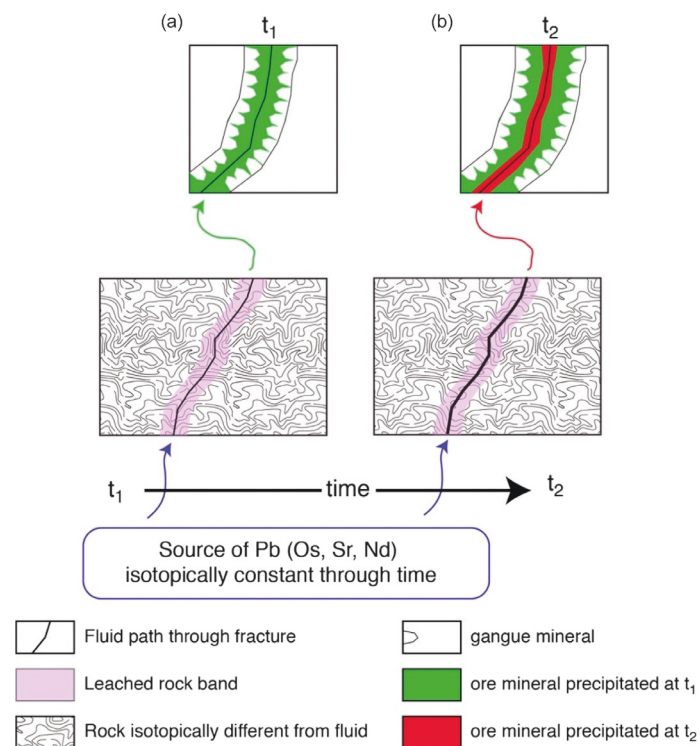 (a)
t1
(b)
t2
t1
time
t2
Source of Pb (Os, Sr, Nd)
isotopically constant through time
Fluid path through fracture
gangue mineral
Leached rock band
ore mineral precipitated at t1
Rock isotopically different from fluid
ore mineral precipitated at t2